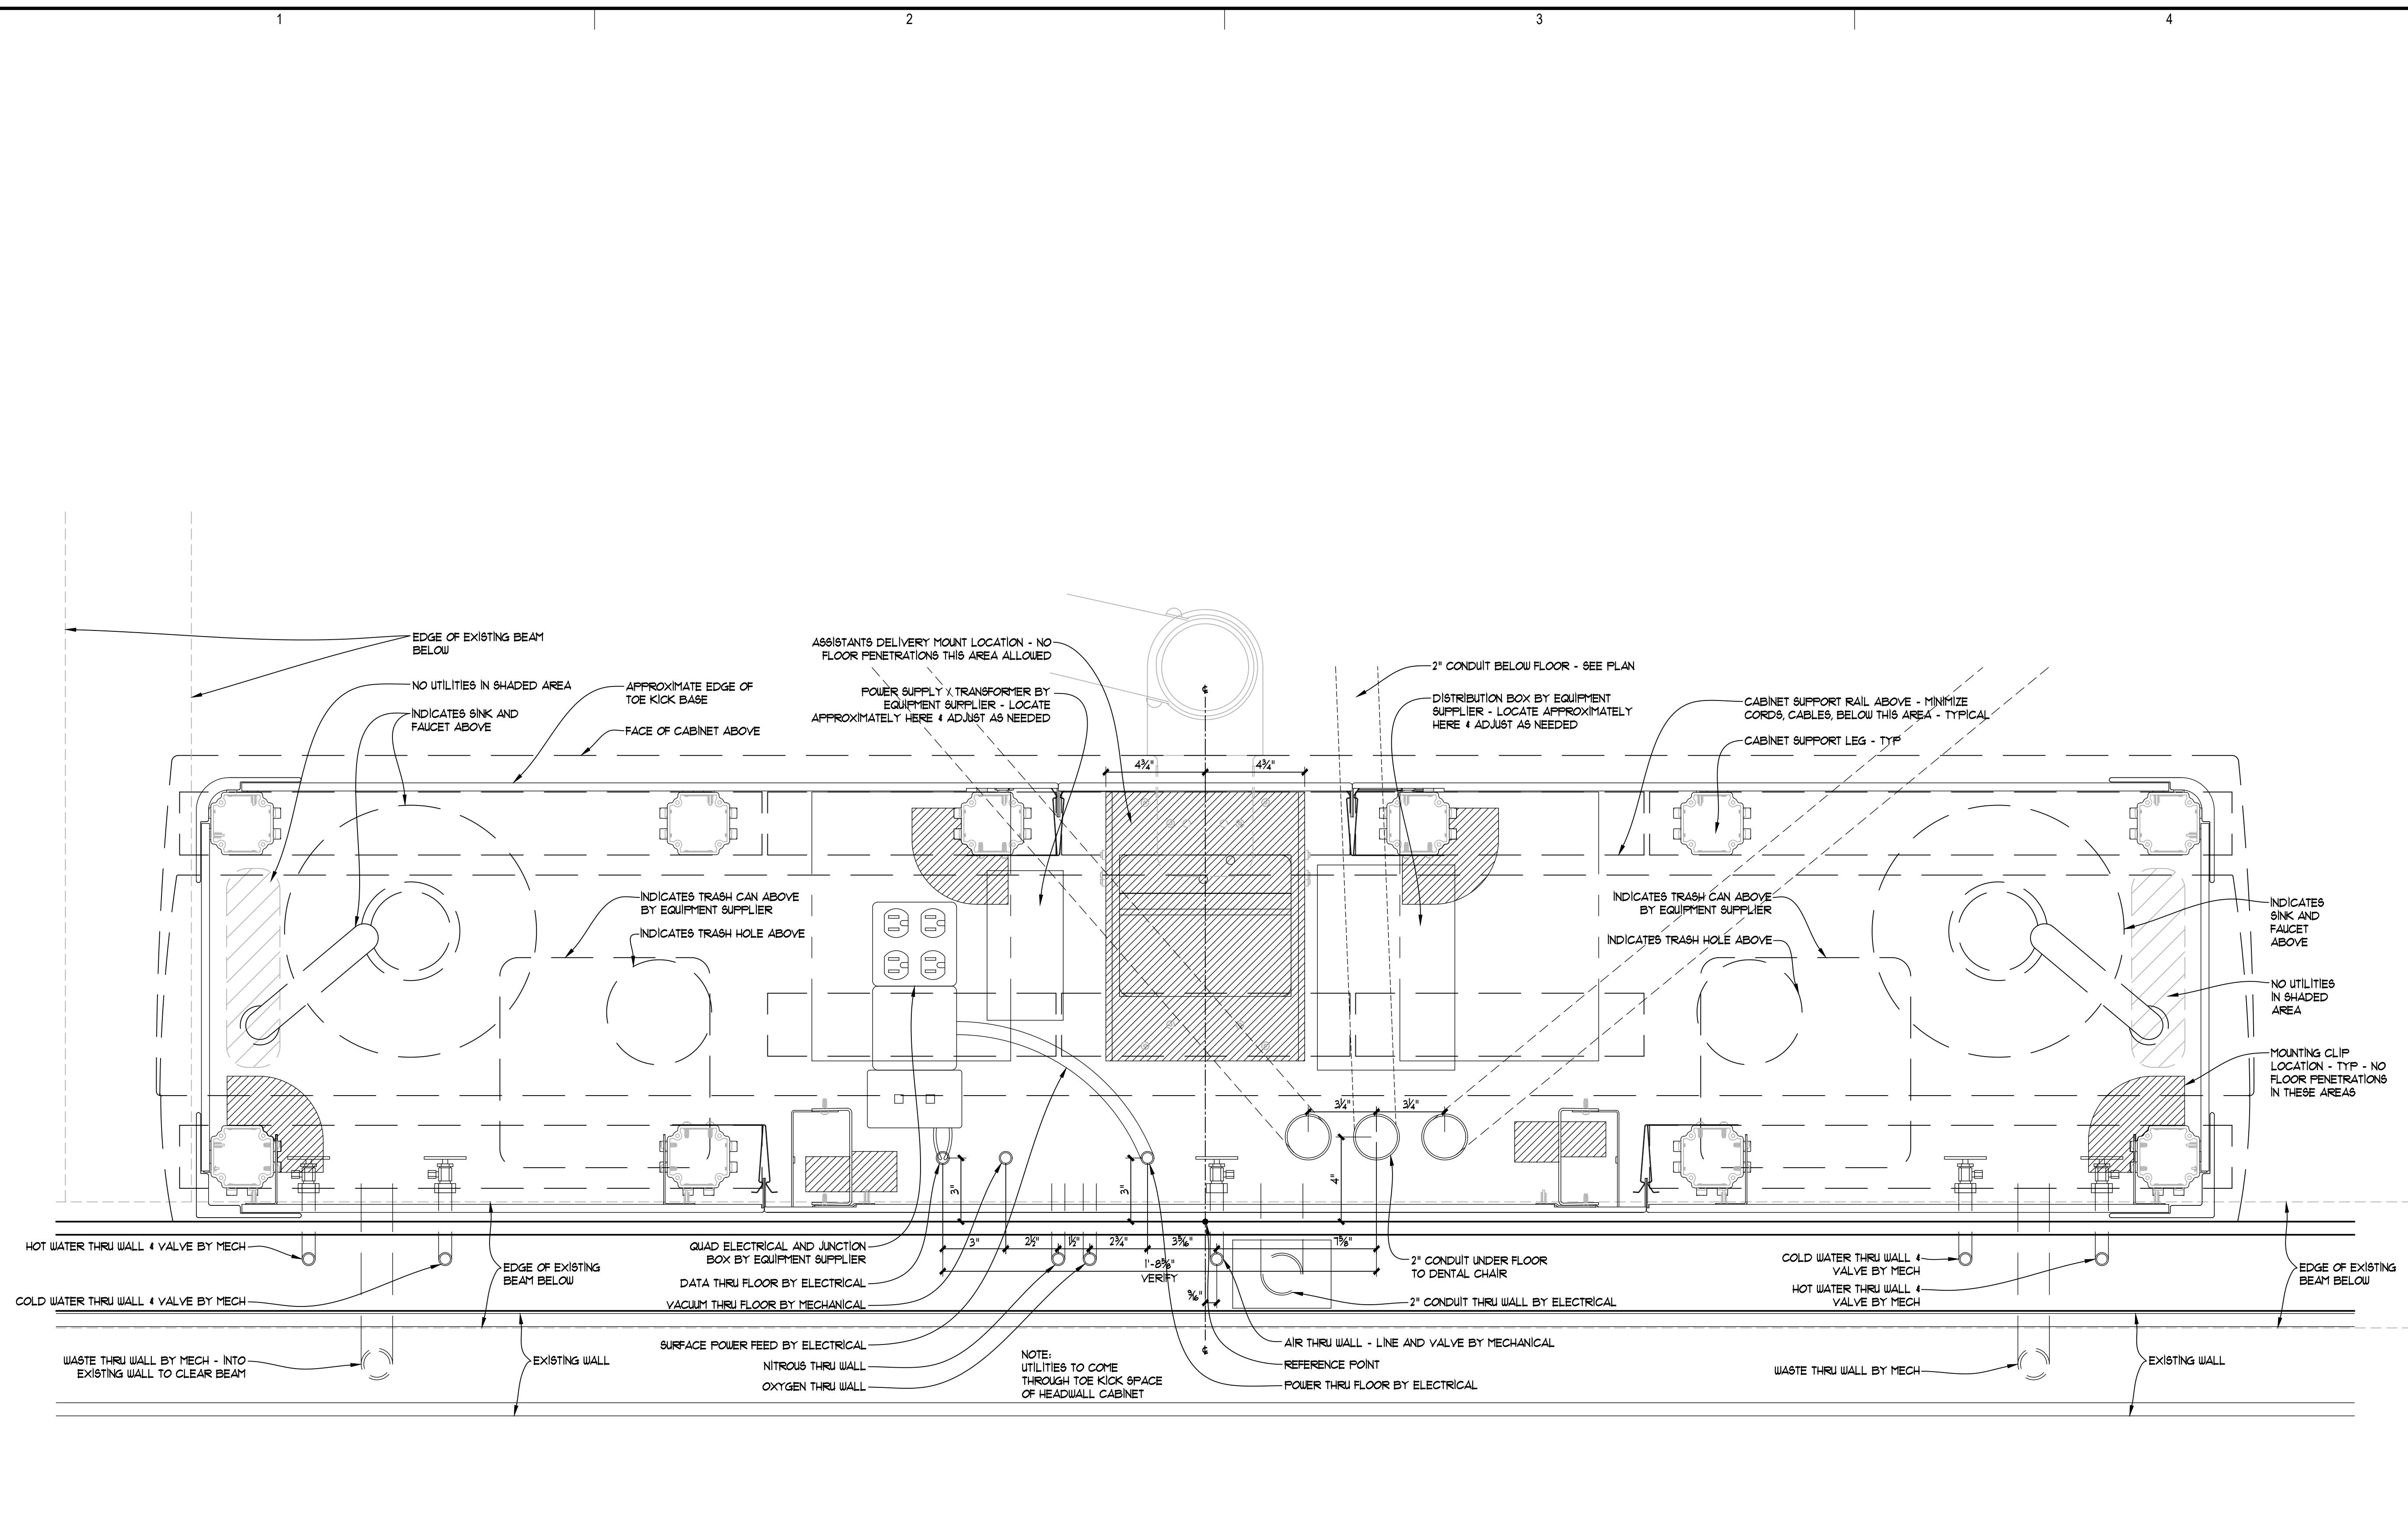 1
2
3
4
EDGE OF EXISTING BEAM
BELOW
NO UTILITIES IN SHADED AREA
INDICATES SINK AND
FAUCET ABOVE
APPROXIMATE EDGE OF
TOE KICK BASE
FACE OF CABINET ABOVE
ASSISTANTS DELIVERY MOUNT LOCATION - NO
FLOOR PENETRATIONS THIS AREA ALLOWED
POWER SUPPLY / TRANSFORMER BY
EQUIPMENT SUPPLIER - LOCATE
APPROXIMATELY HERE & ADJUST AS NEEDED
2" CONDUIT BELOW FLOOR - SEE PLAN
DISTRIBUTION BOX BY EQUIPMENT
SUPPLIER - LOCATE APPROXIMATELY
HERE & ADJUST AS NEEDED
CABINET SUPPORT RAIL ABOVE - MINIMIZE
CORDS, CABLES, BELOW THIS AREA - TYPICAL
CABINET SUPPORT LEG - TYP
4¾"
4¾"
INDICATES TRASH CAN ABOVE
BY EQUIPMENT SUPPLIER
INDICATES TRASH HOLE ABOVE
INDICATES TRASH CAN ABOVE
BY EQUIPMENT SUPPLIER
INDICATES TRASH HOLE ABOVE
INDICATES
SINK AND
FAUCET
ABOVE
NO UTILITIES
IN SHADED
AREA
MOUNTING CLIP
LOCATION - TYP - NO
FLOOR PENETRATIONS
IN THESE AREAS
3¼"
3¼"
3"
3"
4"
3"
2½"
1½"
2¾"
3⁵⁄₁₆"
7⅝"
1'-8⅝"
VERIFY
⁹⁄₁₆"
HOT WATER THRU WALL & VALVE BY MECH
COLD WATER THRU WALL & VALVE BY MECH
WASTE THRU WALL BY MECH - INTO
EXISTING WALL TO CLEAR BEAM
EDGE OF EXISTING
BEAM BELOW
EXISTING WALL
QUAD ELECTRICAL AND JUNCTION
BOX BY EQUIPMENT SUPPLIER
DATA THRU FLOOR BY ELECTRICAL
VACUUM THRU FLOOR BY MECHANICAL
SURFACE POWER FEED BY ELECTRICAL
NITROUS THRU WALL
OXYGEN THRU WALL
NOTE:
UTILITIES TO COME
THROUGH TOE KICK SPACE
OF HEADWALL CABINET
2" CONDUIT UNDER FLOOR
TO DENTAL CHAIR
2" CONDUIT THRU WALL BY ELECTRICAL
AIR THRU WALL - LINE AND VALVE BY MECHANICAL
REFERENCE POINT
POWER THRU FLOOR BY ELECTRICAL
COLD WATER THRU WALL &
VALVE BY MECH
HOT WATER THRU WALL &
VALVE BY MECH
WASTE THRU WALL BY MECH
EDGE OF EXISTING
BEAM BELOW
EXISTING WALL